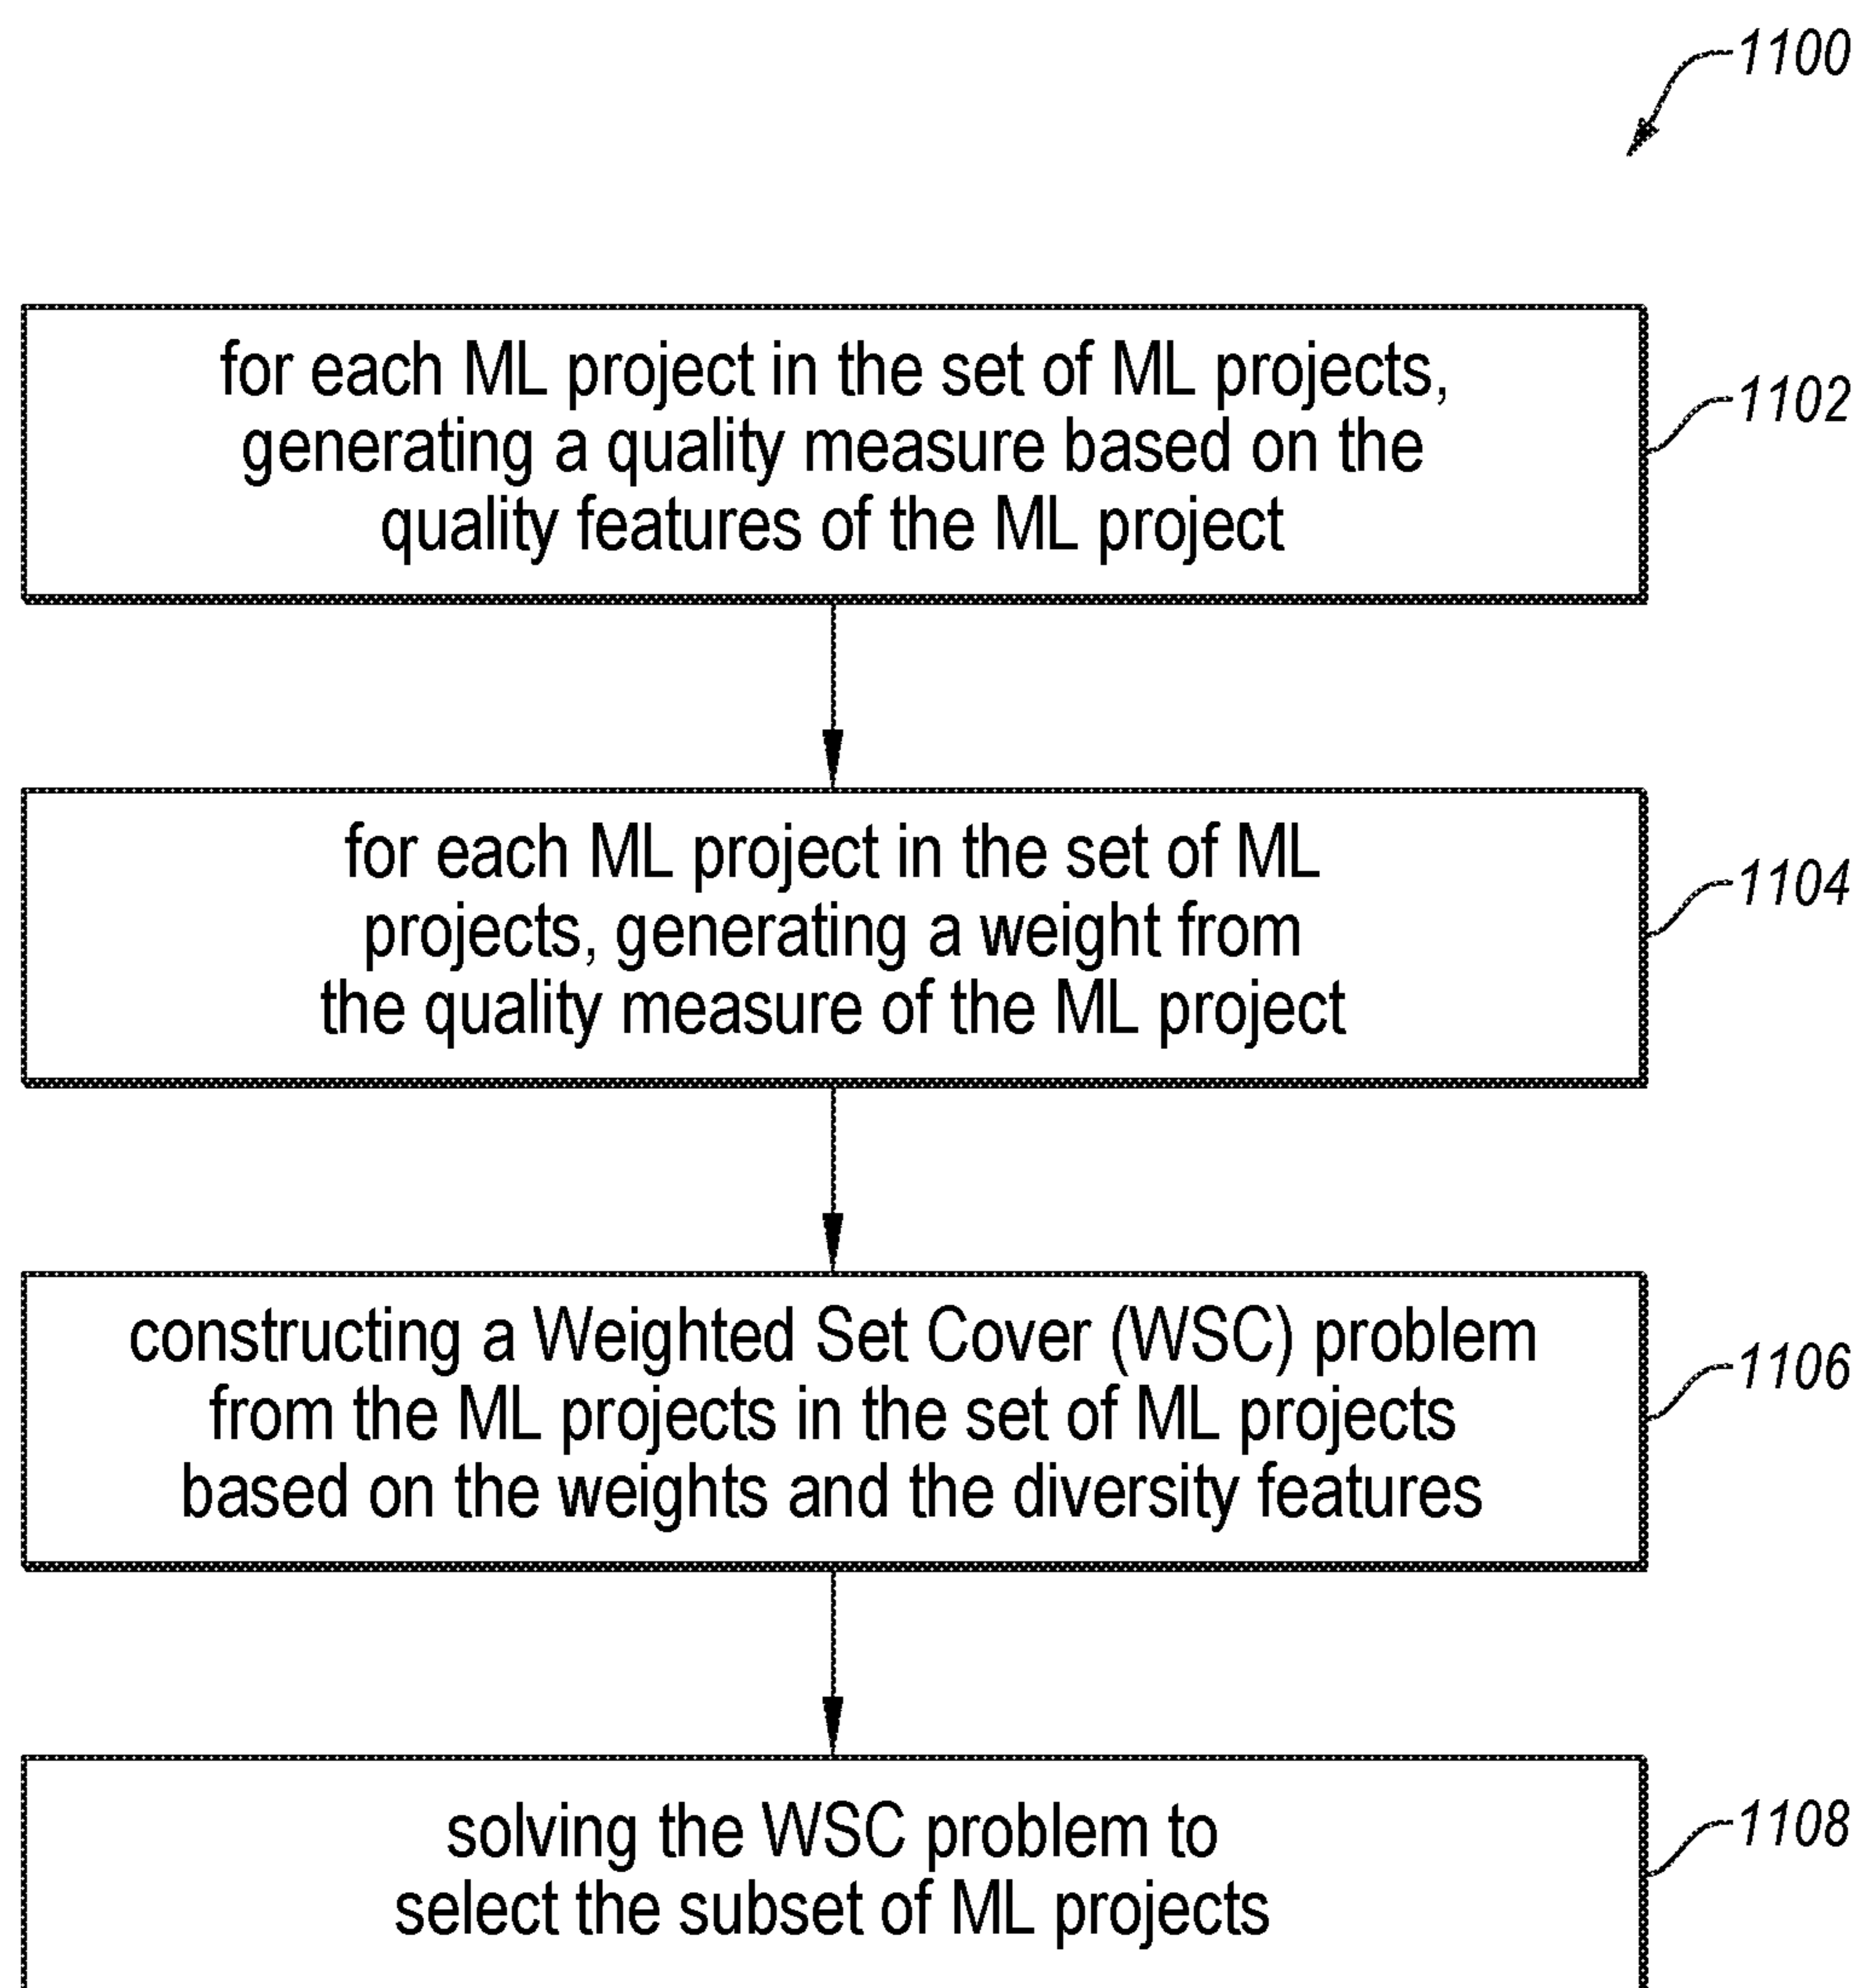 1100
for each ML project in the set of ML projects,
generating a quality measure based on the
quality features of the ML project
1102
for each ML project in the set of ML
projects, generating a weight from
the quality measure of the ML project
1104
constructing a Weighted Set Cover (WSC) problem
from the ML projects in the set of ML projects
based on the weights and the diversity features
1106
solving the WSC problem to
select the subset of ML projects
1108